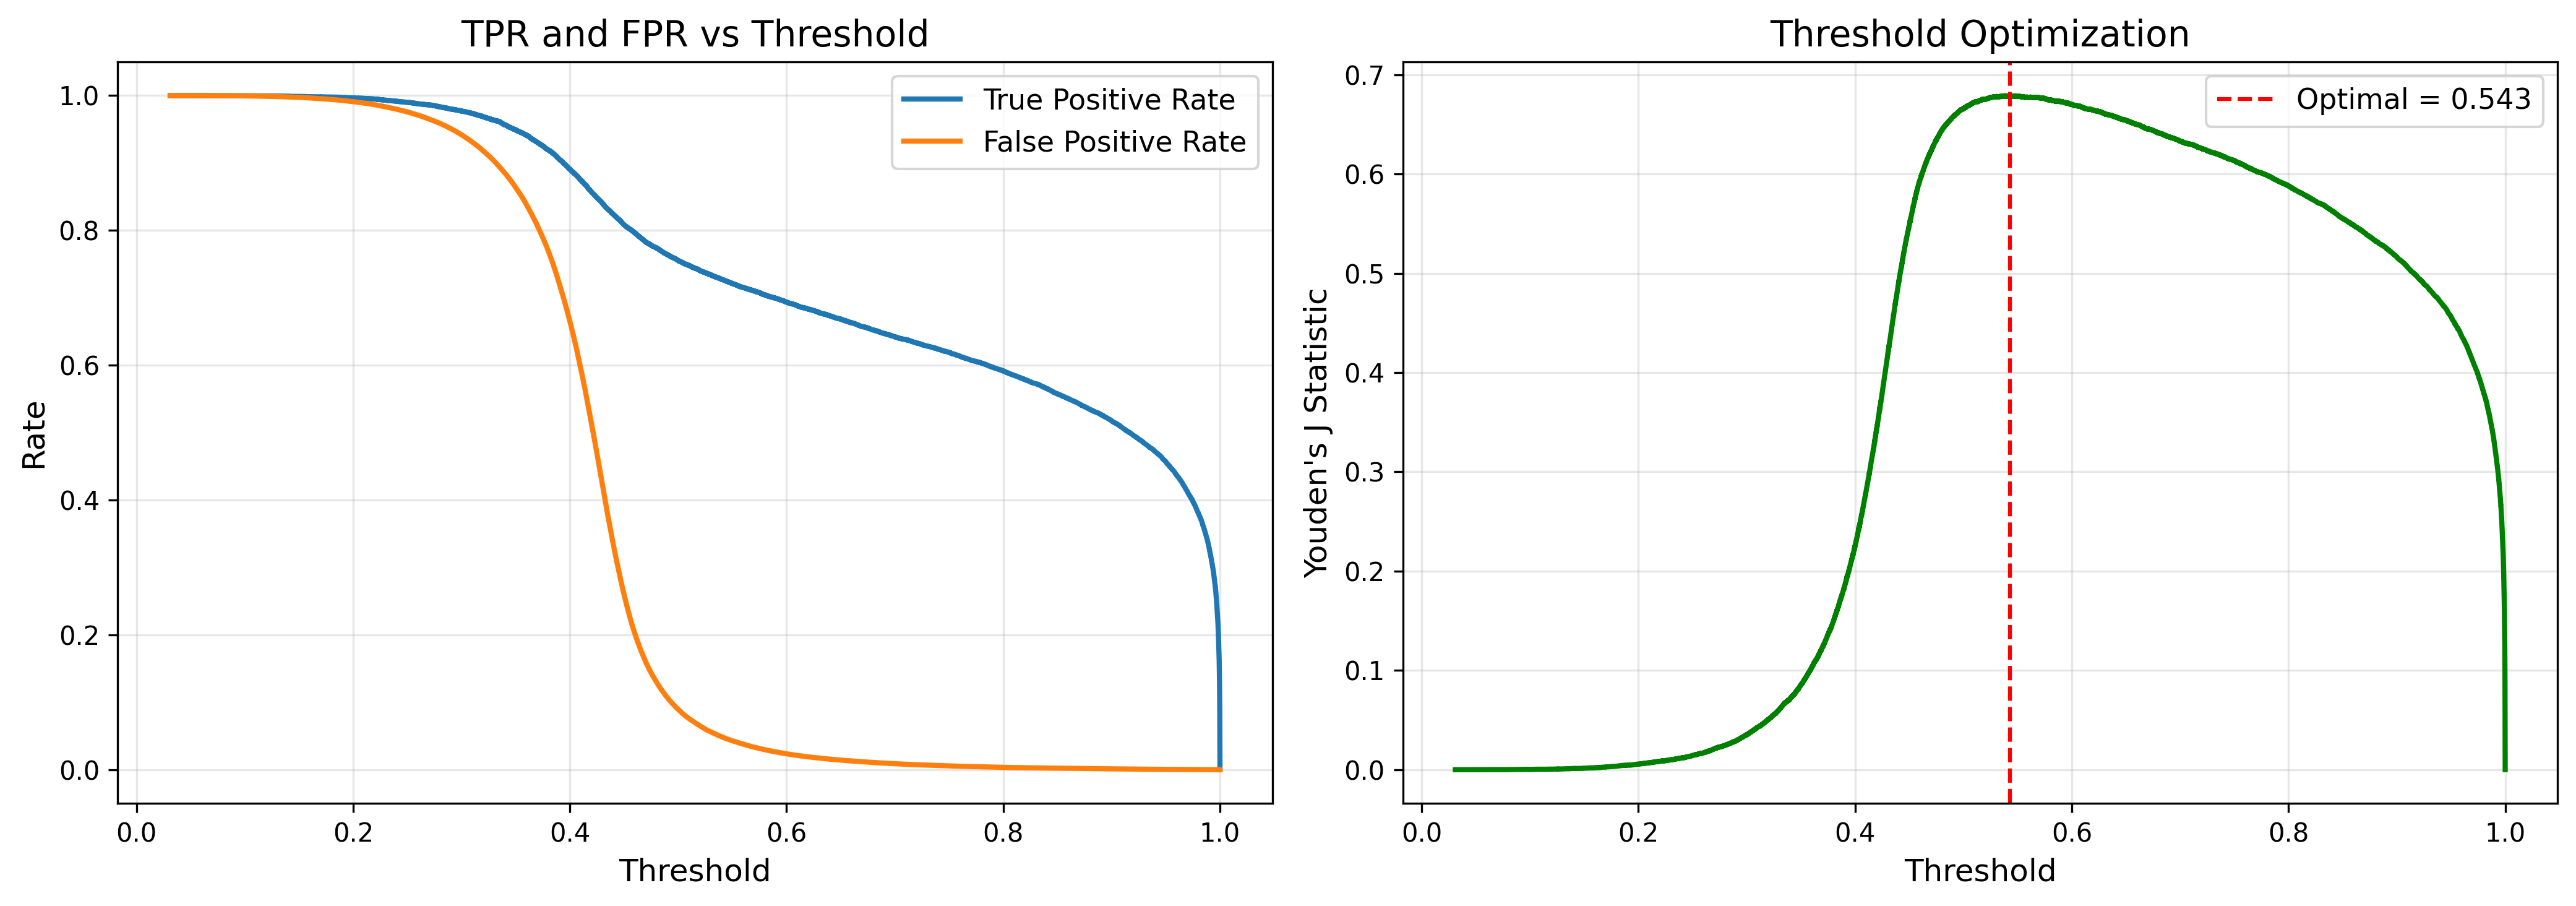 TPR and FPR vs Threshold
True Positive Rate
False Positive Rate
Rate
1.0
0.8
0.6
0.4
0.2
0.0
0.0 0.2 0.4 0.6 0.8 1.0
Threshold
Threshold Optimization
Optimal = 0.543
Youden's J Statistic
0.7
0.6
0.5
0.4
0.3
0.2
0.1
0.0
0.0 0.2 0.4 0.6 0.8 1.0
Threshold